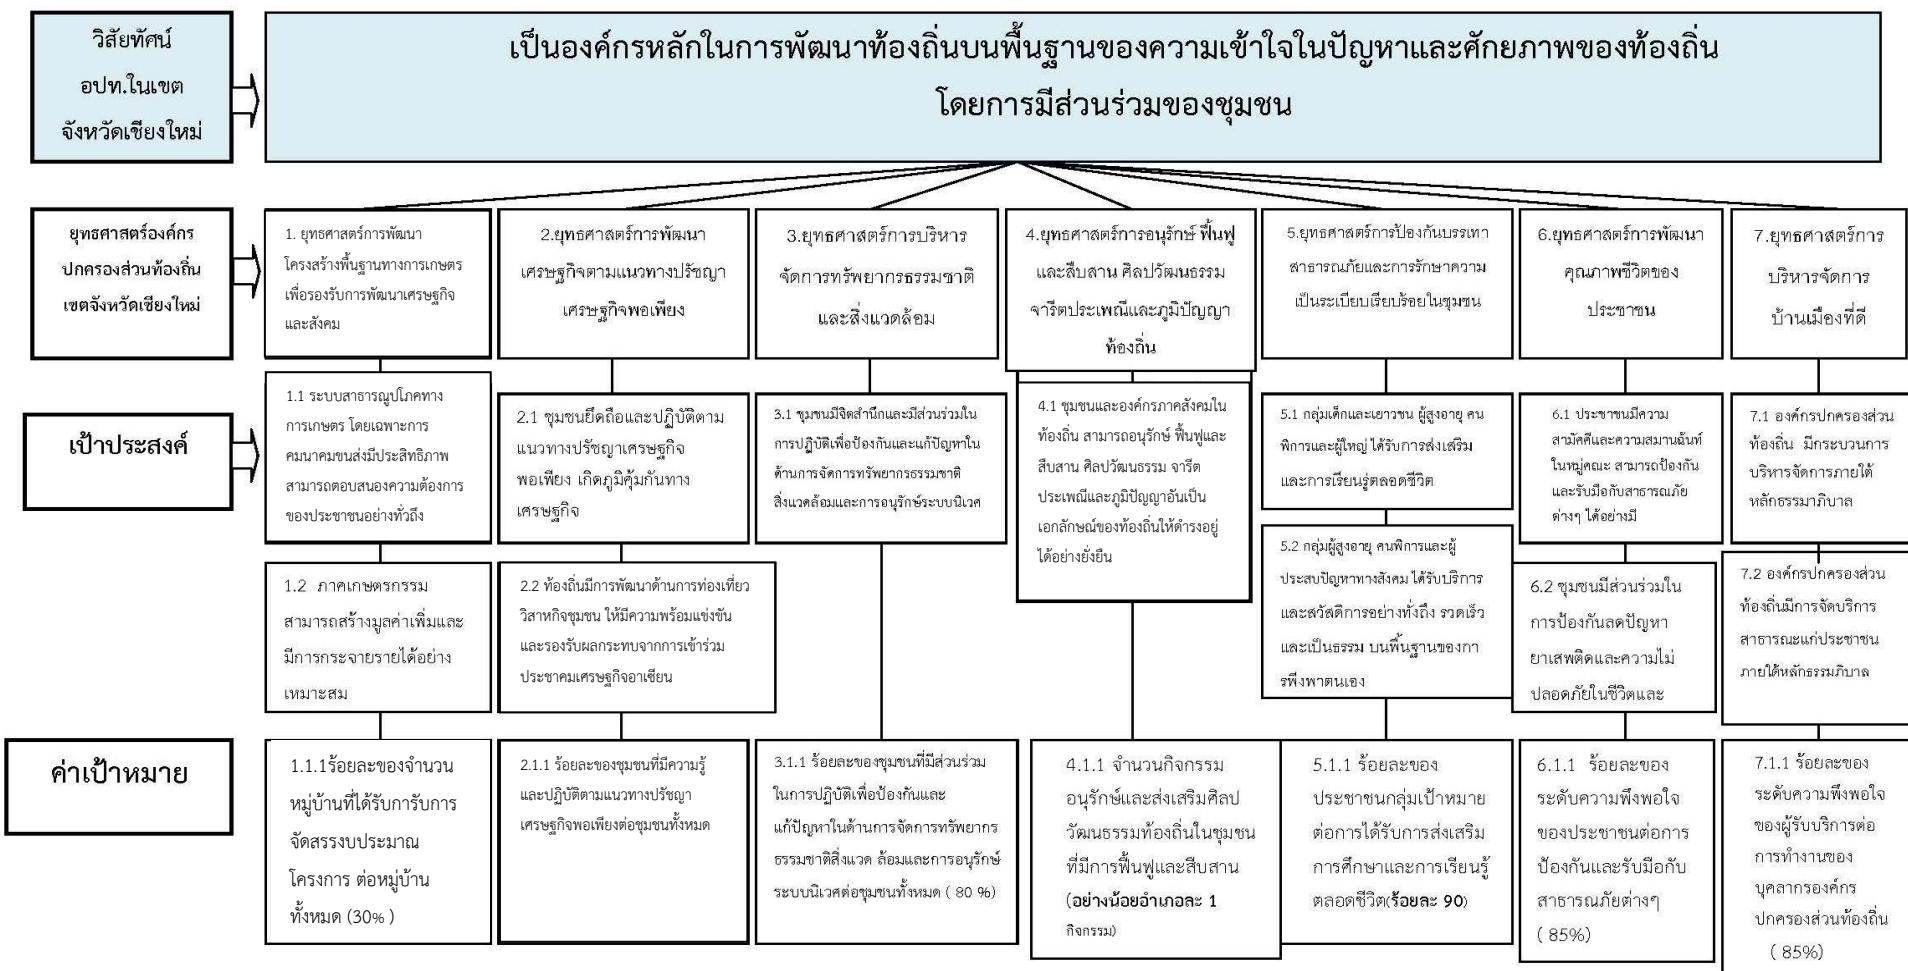 วิสัยทัศน์
อปท.ในเขต
จังหวัดเชียงใหม่
เป็นองค์กรหลักในการพัฒนาท้องถิ่นบนพื้นฐานของความเข้าใจในปัญหาและศักยภาพของท้องถิ่น
โดยการมีส่วนร่วมของชุมชน
ยุทธศาสตร์องค์กร
ปกครองส่วนท้องถิ่น
เขตจังหวัดเชียงใหม่
1. ยุทธศาสตร์การพัฒนา
โครงสร้างพื้นฐานทางการเกษตร
เพื่อรองรับการพัฒนาเศรษฐกิจ
และสังคม
2.ยุทธศาสตร์การพัฒนา
เศรษฐกิจตามแนวทางปรัชญา
เศรษฐกิจพอเพียง
3.ยุทธศาสตร์การบริหาร
จัดการทรัพยากรธรรมชาติ
และสิ่งแวดล้อม
4.ยุทธศาสตร์การอนุรักษ์ ฟื้นฟู
และสืบสาน ศิลปวัฒนธรรม
จารีตประเพณีและภูมิปัญญา
ท้องถิ่น
5.ยุทธศาสตร์การป้องกันบรรเทา
สาธารณภัยและการรักษาความ
เป็นระเบียบเรียบร้อยในชุมชน
6.ยุทธศาสตร์การพัฒนา
คุณภาพชีวิตของ
ประชาชน
7.ยุทธศาสตร์การ
บริหารจัดการ
บ้านเมืองที่ดี
เป้าประสงค์
1.1 ระบบสาธารณูปโภคทาง
การเกษตร โดยเฉพาะการ
คมนาคมขนส่งมีประสิทธิภาพ
สามารถตอบสนองความต้องการ
ของประชาชนอย่างทั่วถึง
2.1 ชุมชนยึดถือและปฏิบัติตาม
แนวทางปรัชญาเศรษฐกิจ
พอเพียง เกิดภูมิคุ้มกันทาง
เศรษฐกิจ
3.1 ชุมชนมีจิตสำนึกและมีส่วนร่วมใน
การปฏิบัติเพื่อป้องกันและแก้ปัญหาใน
ด้านการจัดการทรัพยากรธรรมชาติ
สิ่งแวดล้อมและการอนุรักษ์ระบบนิเวศ
4.1 ชุมชนและองค์กรภาคสังคมใน
ท้องถิ่น สามารถอนุรักษ์ ฟื้นฟูและ
สืบสาน ศิลปวัฒนธรรม จารีต
ประเพณีและภูมิปัญญาอันเป็น
เอกลักษณ์ของท้องถิ่นให้ดำรงอยู่
ได้อย่างยั่งยืน
5.1 กลุ่มเด็กและเยาวชน ผู้สูงอายุ คน
พิการและผู้ใหญ่ ได้รับการส่งเสริม
และการเรียนรู่ตลอดชีวิต
6.1 ประชาชนมีความ
สามัคคีและความสมานฉันท์
ในหมู่คณะ สามารถป้องกัน
และรับมือกับสาธารณภัย
ต่างๆ ได้อย่างมี
7.1 องค์กรปกครองส่วน
ท้องถิ่น มีกระบวนการ
บริหารจัดการภายใต้
หลักธรรมาภิบาล
1.2 ภาคเกษตรกรรม
สามารถสร้างมูลค่าเพิ่มและ
มีการกระจายรายได้อย่าง
เหมาะสม
2.2 ท้องถิ่นมีการพัฒนาด้านการท่องเที่ยว
วิสาหกิจชุมชน ให้มีความพร้อมแข่งขัน
และรองรับผลกระทบจากการเข้าร่วม
ประชาคมเศรษฐกิจอาเซียน
5.2 กลุ่มผู้สูงอายุ คนพิการและผู้
ประสบปัญหาทางสังคม ได้รับบริการ
และสวัสดิการอย่างทั่งถึง รวดเร็ว
และเป็นธรรม บนพื้นฐานของกา
รพึ่งพาตนเอง
6.2 ชุมชนมีส่วนร่วมใน
การป้องกันลดปัญหา
ยาเสพติดและความไม่
ปลอดภัยในชีวิตและ
7.2 องค์กรปกครองส่วน
ท้องถิ่นมีการจัดบริการ
สาธารณะแก่ประชาชน
ภายใต้หลักธรรมภิบาล
ค่าเป้าหมาย
1.1.1ร้อยละของจำนวน
หมู่บ้านที่ได้รับการับการ
จัดสรรงบประมาณ
โครงการ ต่อหมู่บ้าน
ทั้งหมด (30% )
2.1.1 ร้อยละของชุมชนที่มีความรู้
และปฏิบัติตามแนวทางปรัชญา
เศรษฐกิจพอเพียงต่อชุมชนทั้งหมด
3.1.1 ร้อยละของชุมชนที่มีส่วนร่วม
ในการปฏิบัติเพื่อป้องกันและ
แก้ปัญหาในด้านการจัดการทรัพยากร
ธรรมชาติสิ่งแวด ล้อมและการอนุรักษ์
ระบบนิเวศต่อชุมชนทั้งหมด ( 80 %)
4.1.1 จำนวนกิจกรรม
อนุรักษ์และส่งเสริมศิลป
วัฒนธรรมท้องถิ่นในชุมชน
ที่มีการฟื้นฟูและสืบสาน
(อย่างน้อยอำเภอละ 1
กิจกรรม)
5.1.1 ร้อยละของ
ประชาชนกลุ่มเป้าหมาย
ต่อการได้รับการส่งเสริม
การศึกษาและการเรียนรู้
ตลอดชีวิต(ร้อยละ 90)
6.1.1 ร้อยละของ
ระดับความพึงพอใจ
ของประชาชนต่อการ
ป้องกันและรับมือกับ
สาธารณภัยต่างๆ
( 85%)
7.1.1 ร้อยละของ
ระดับความพึงพอใจ
ของผู้รับบริการต่อ
การทำงานของ
บุคลากรองค์กร
ปกครองส่วนท้องถิ่น
( 85%)